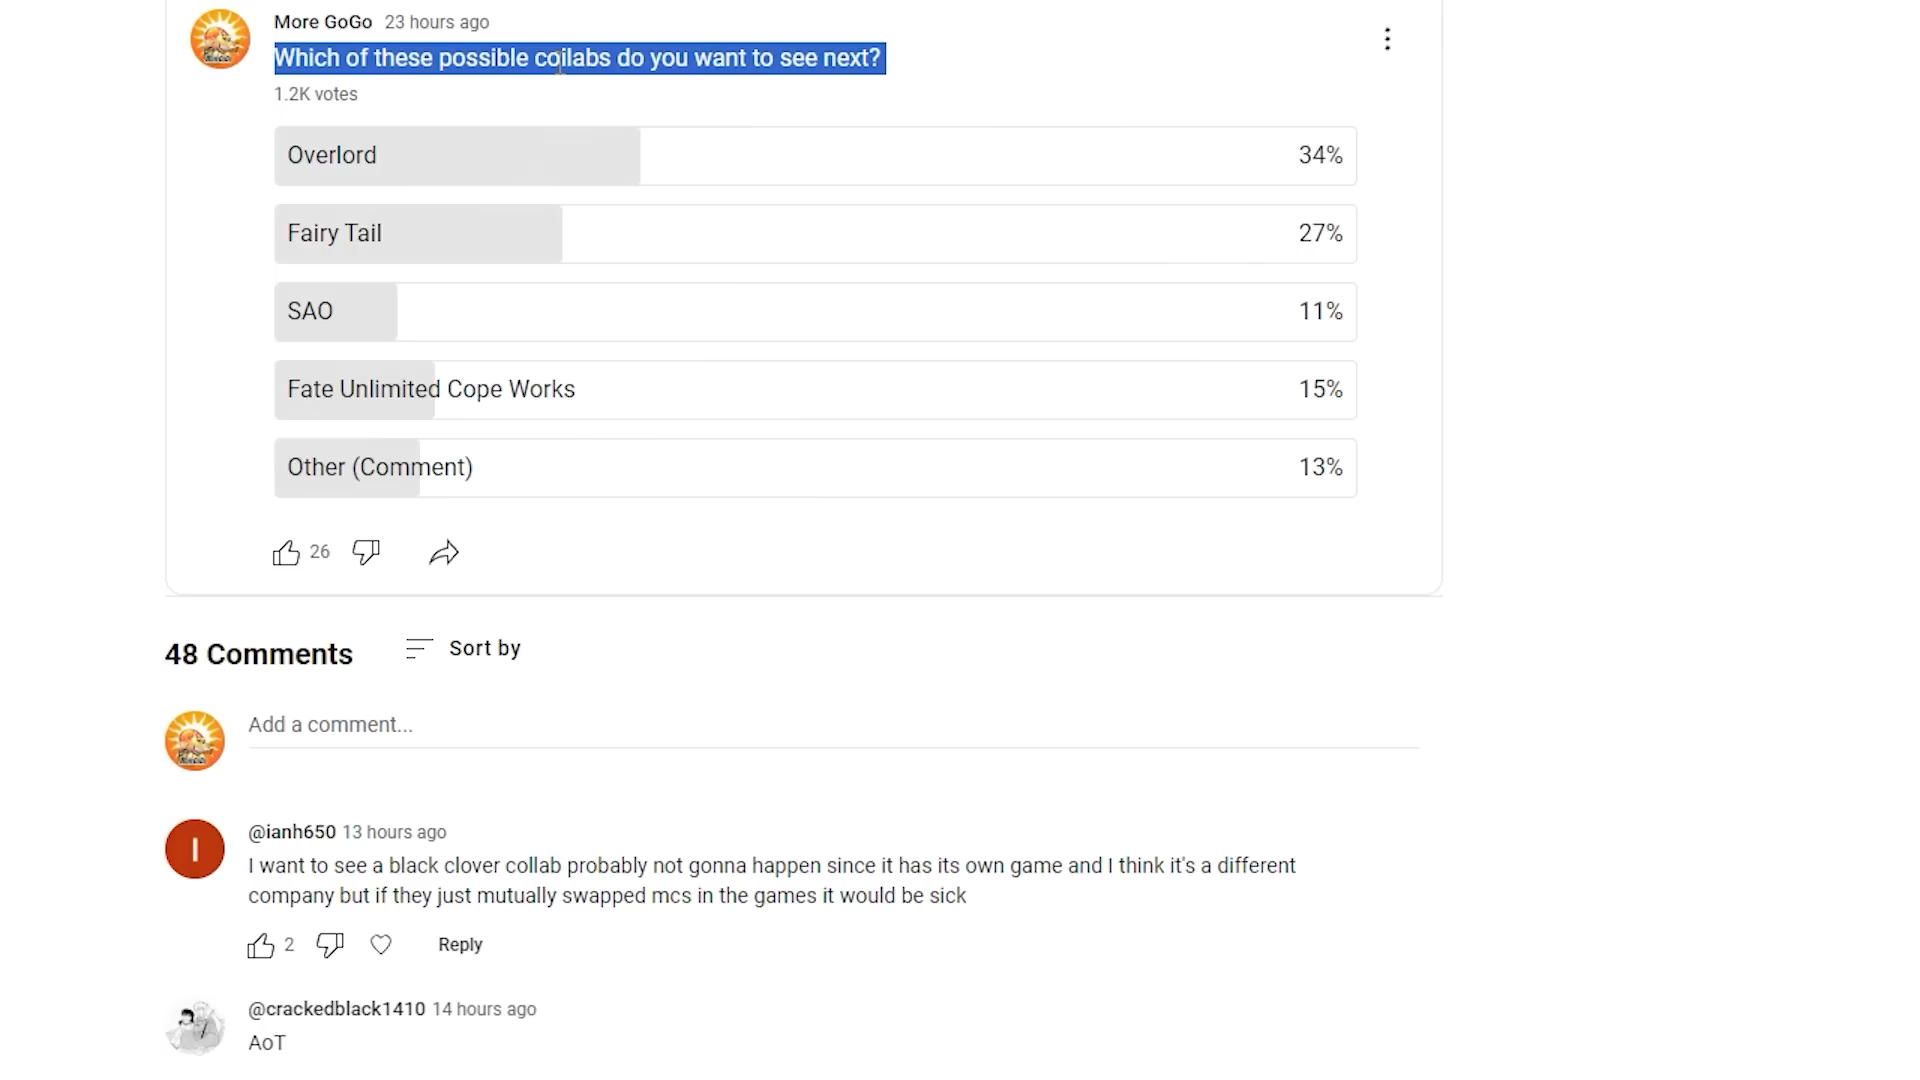 More GoGo 23 hours ago
Which of these possible collabs do you want to see next?
1.2K votes
Overlord 34%
Fairy Tail 27%
SAO 11%
Fate Unlimited Cope Works 15%
Other (Comment) 13%
26
48 Comments Sort by
Add a comment...
@ianh650 13 hours ago
I want to see a black clover collab probably not gonna happen since it has its own game and I think it's a different
company but if they just mutually swapped mcs in the games it would be sick
2 Reply
@crackedblack1410 14 hours ago
AoT